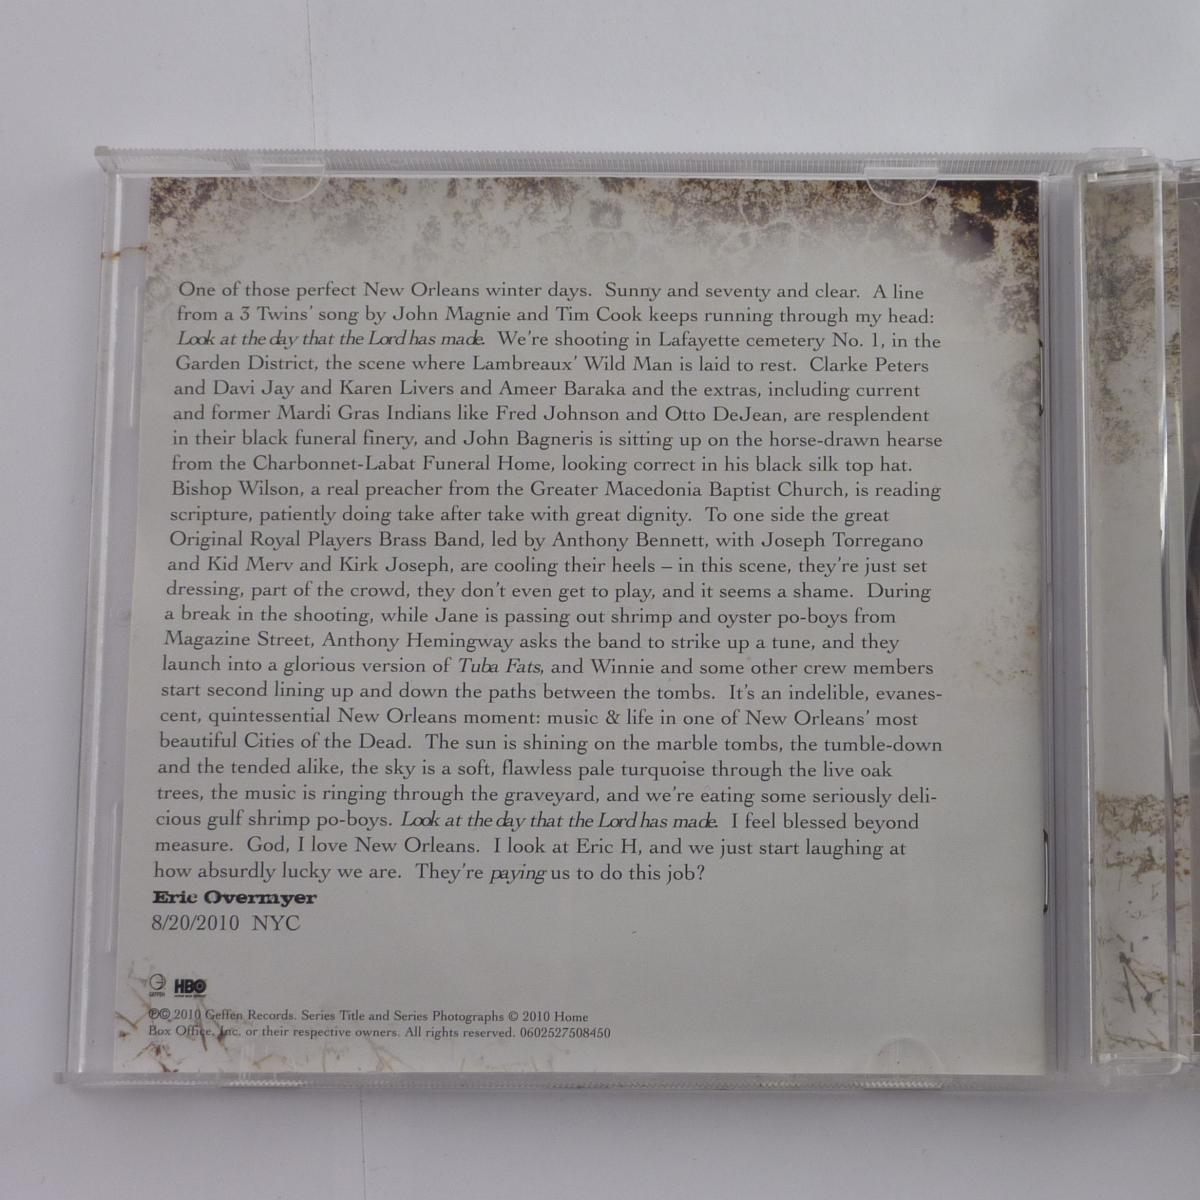 One of those perfect New Orleans winter days.  Sunny and seventy and clear.  A line
from a 3 Twins' song by John Magnie and Tim Cook keeps running through my head:
Look at the day that the Lord has made.  We're shooting in Lafayette cemetery No. 1, in the
Garden District, the scene where Lambreaux' Wild Man is laid to rest.  Clarke Peters
and Davi Jay and Karen Livers and Ameer Baraka and the extras, including current
and former Mardi Gras Indians like Fred Johnson and Otto DeJean, are resplendent
in their black funeral finery, and John Bagneris is sitting up on the horse-drawn hearse
from the Charbonnet-Labat Funeral Home, looking correct in his black silk top hat.
Bishop Wilson, a real preacher from the Greater Macedonia Baptist Church, is reading
scripture, patiently doing take after take with great dignity.  To one side the great
Original Royal Players Brass Band, led by Anthony Bennett, with Joseph Torregano
and Kid Merv and Kirk Joseph, are cooling their heels – in this scene, they're just set
dressing, part of the crowd, they don't even get to play, and it seems a shame.  During
a break in the shooting, while Jane is passing out shrimp and oyster po-boys from
Magazine Street, Anthony Hemingway asks the band to strike up a tune, and they
launch into a glorious version of Tuba Fats, and Winnie and some other crew members
start second lining up and down the paths between the tombs.  It's an indelible, evanes-
cent, quintessential New Orleans moment: music & life in one of New Orleans' most
beautiful Cities of the Dead.  The sun is shining on the marble tombs, the tumble-down
and the tended alike, the sky is a soft, flawless pale turquoise through the live oak
trees, the music is ringing through the graveyard, and we're eating some seriously deli-
cious gulf shrimp po-boys. Look at the day that the Lord has made.  I feel blessed beyond
measure.  God, I love New Orleans.  I look at Eric H, and we just start laughing at
how absurdly lucky we are.  They're paying us to do this job?
Eric Overmyer
8/20/2010  NYC
GEFFEN HBO
℗© 2010 Geffen Records. Series Title and Series Photographs © 2010 Home
Box Office, Inc. or their respective owners. All rights reserved. 0602527508450